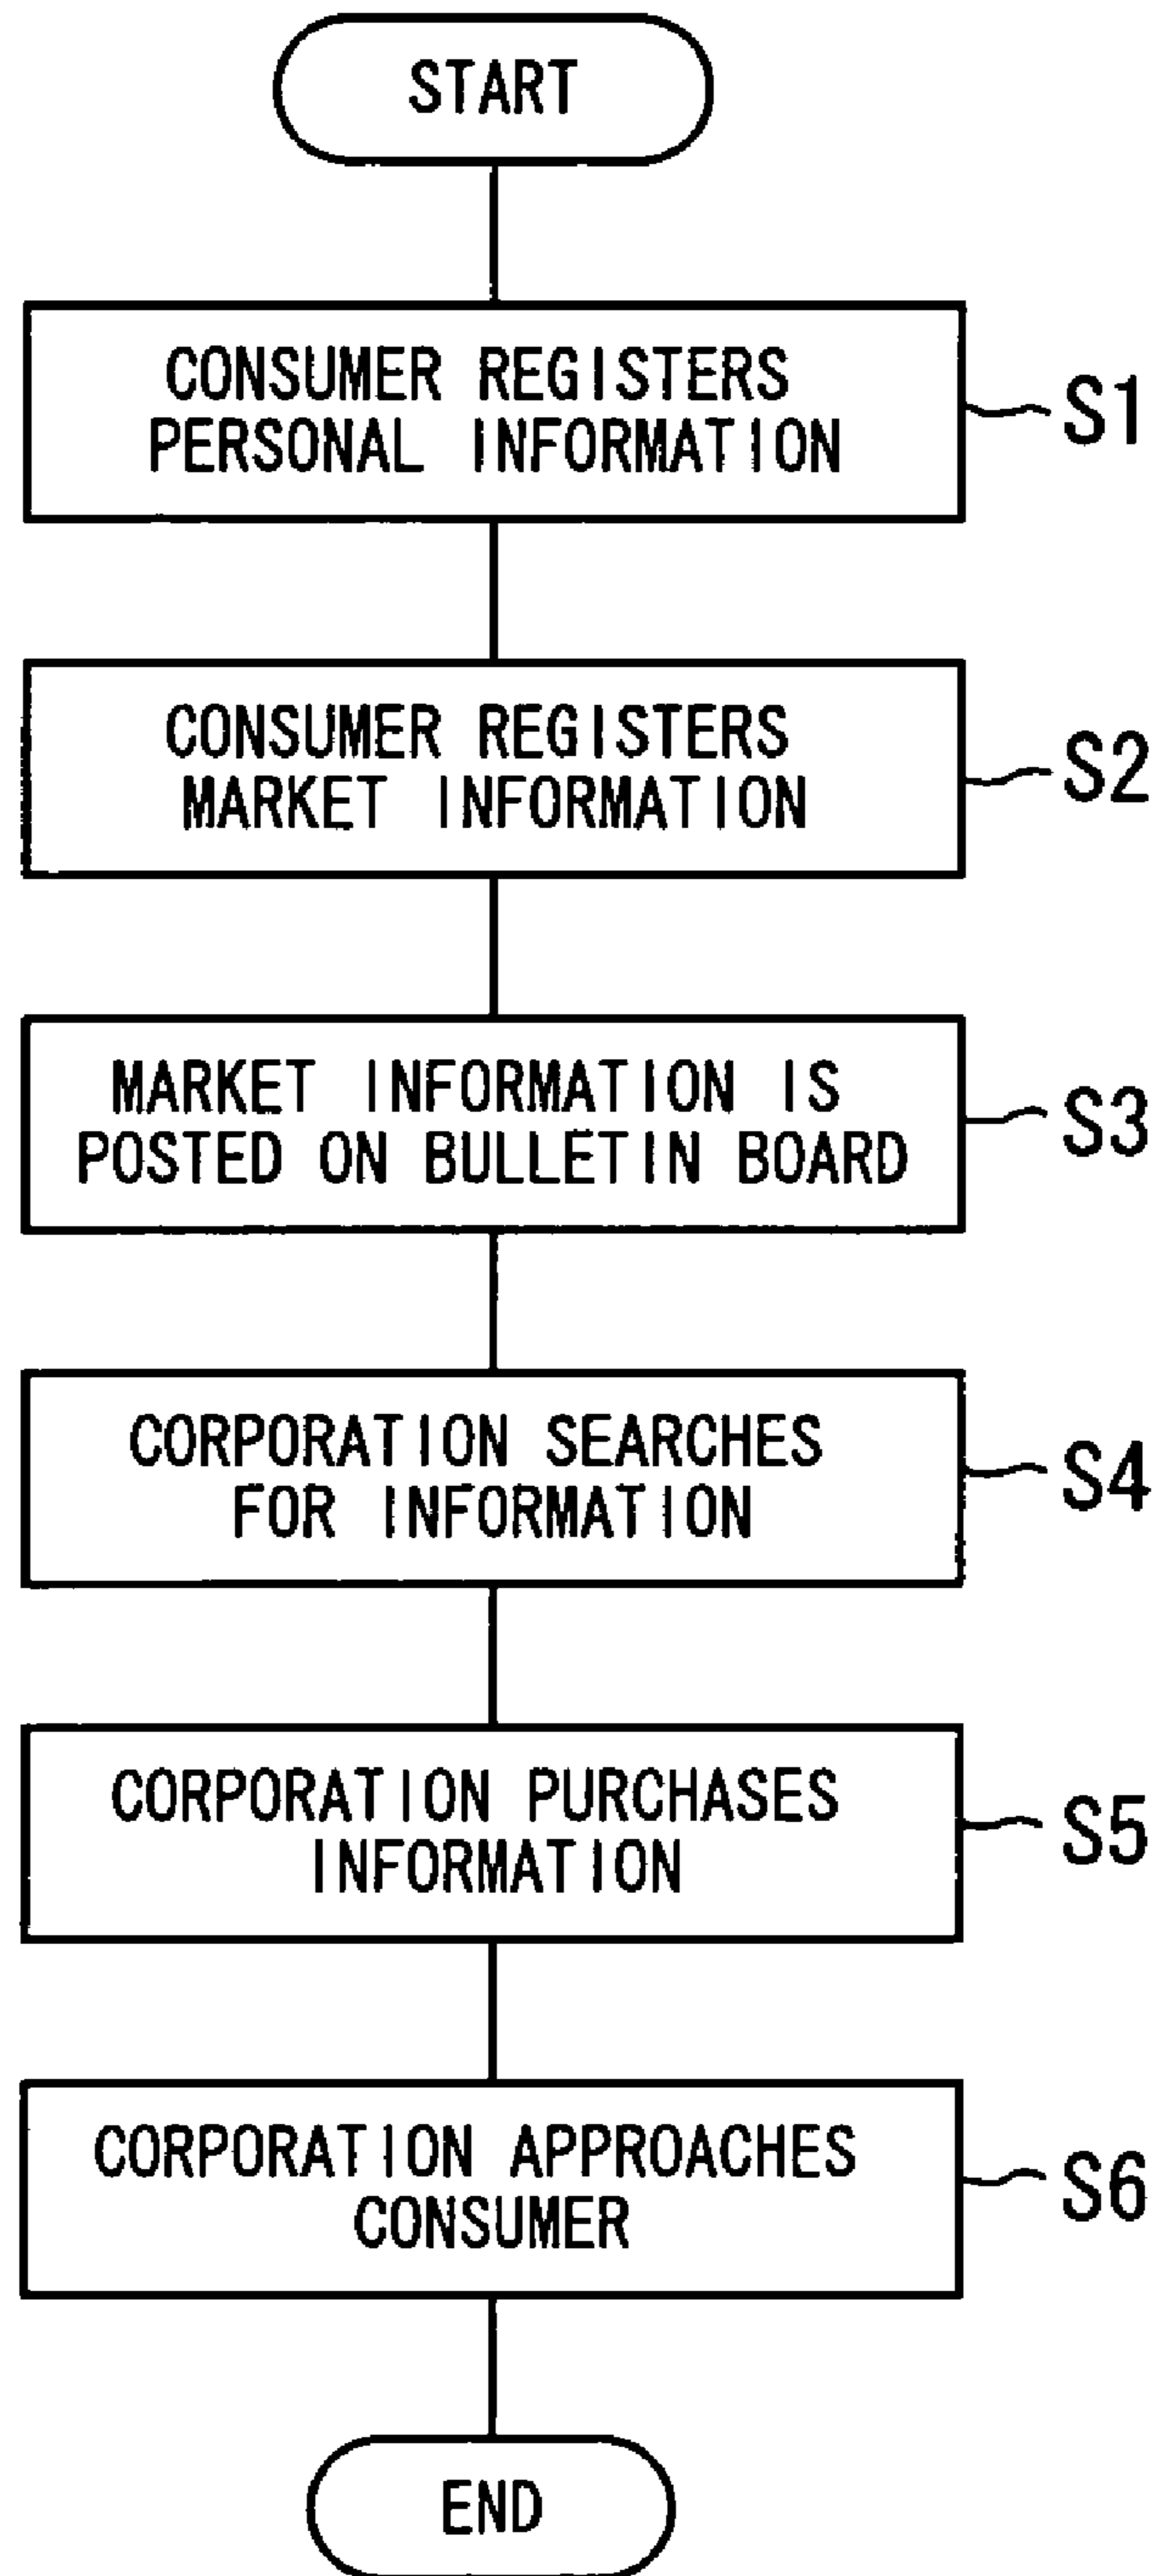 START
CONSUMER REGISTERS
PERSONAL INFORMATION
S1
CONSUMER REGISTERS
MARKET INFORMATION
S2
MARKET INFORMATION IS
POSTED ON BULLETIN BOARD
S3
CORPORATION SEARCHES
FOR INFORMATION
S4
CORPORATION PURCHASES
INFORMATION
S5
CORPORATION APPROACHES
CONSUMER
S6
END